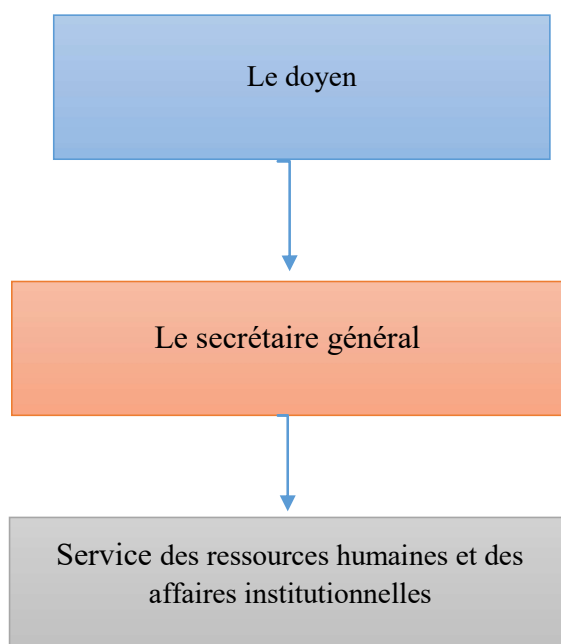 Le doyen
Le secrétaire général
Service des ressources humaines et des
affaires institutionnelles